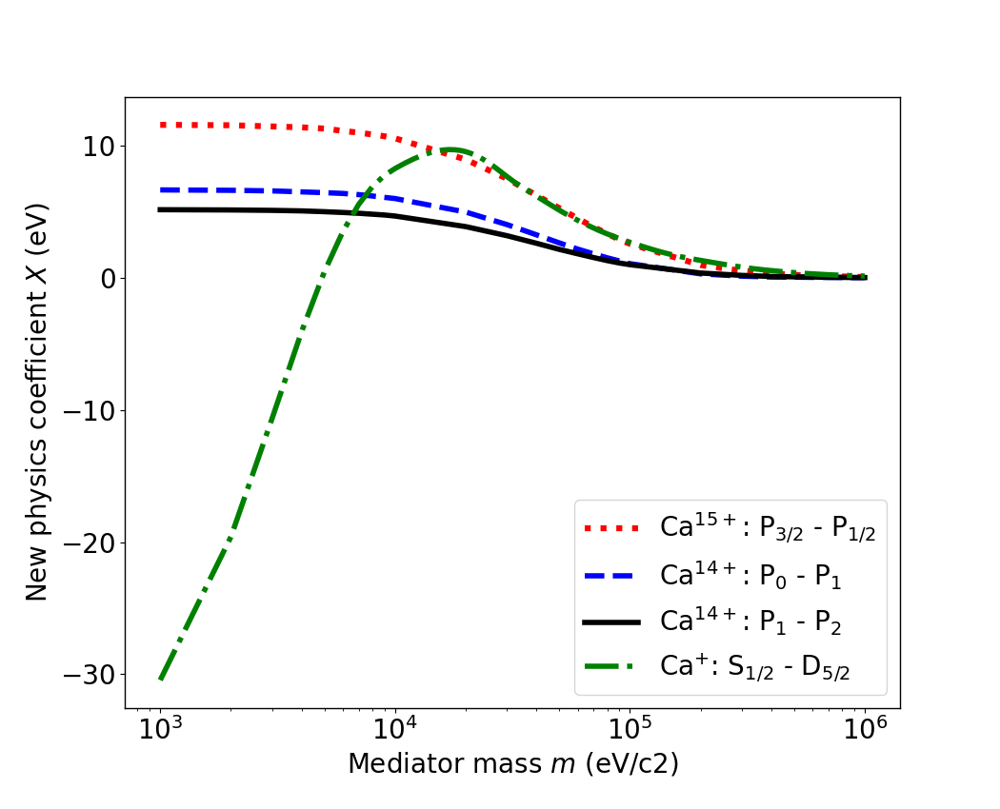 New physics coefficient X (eV)
10
0
−10
−20
−30
Ca¹⁵⁺: P₃/₂ - P₁/₂
Ca¹⁴⁺: P₀ - P₁
Ca¹⁴⁺: P₁ - P₂
Ca⁺: S₁/₂ - D₅/₂
10³ 10⁴ 10⁵ 10⁶
Mediator mass m (eV/c2)